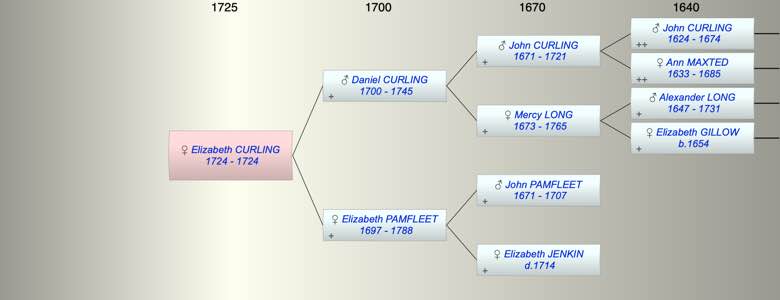 1725 1700 1670 1640
♂ John CURLING
1624 - 1674
++
♂ John CURLING
1671 - 1721
+
♀ Ann MAXTED
1633 - 1685
++
♂ Daniel CURLING
1700 - 1745
+
♂ Alexander LONG
1647 - 1731
+
♀ Mercy LONG
1673 - 1765
+
♀ Elizabeth GILLOW
b.1654
+
♀ Elizabeth CURLING
1724 - 1724
♂ John PAMFLEET
1671 - 1707
+
♀ Elizabeth PAMFLEET
1697 - 1788
+
♀ Elizabeth JENKIN
d.1714
+